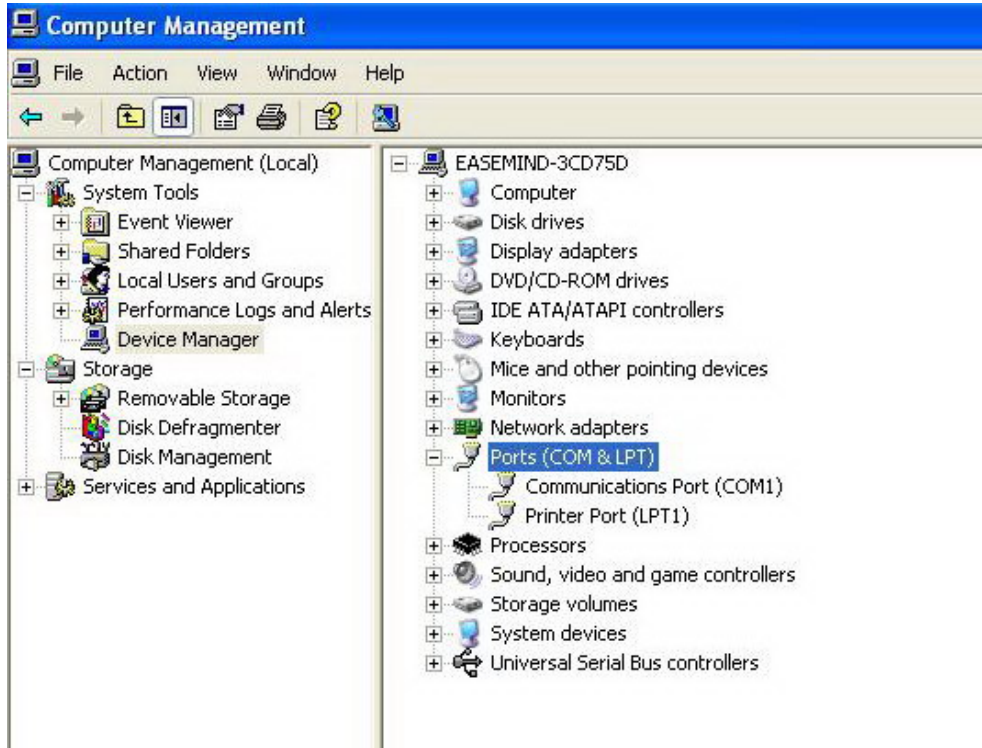 Computer Management
File Action View Window Help
Computer Management (Local)
System Tools
Event Viewer
Shared Folders
Local Users and Groups
Performance Logs and Alerts
Device Manager
Storage
Removable Storage
Disk Defragmenter
Disk Management
Services and Applications
EASEMIND-3CD75D
Computer
Disk drives
Display adapters
DVD/CD-ROM drives
IDE ATA/ATAPI controllers
Keyboards
Mice and other pointing devices
Monitors
Network adapters
Ports (COM & LPT)
Communications Port (COM1)
Printer Port (LPT1)
Processors
Sound, video and game controllers
Storage volumes
System devices
Universal Serial Bus controllers